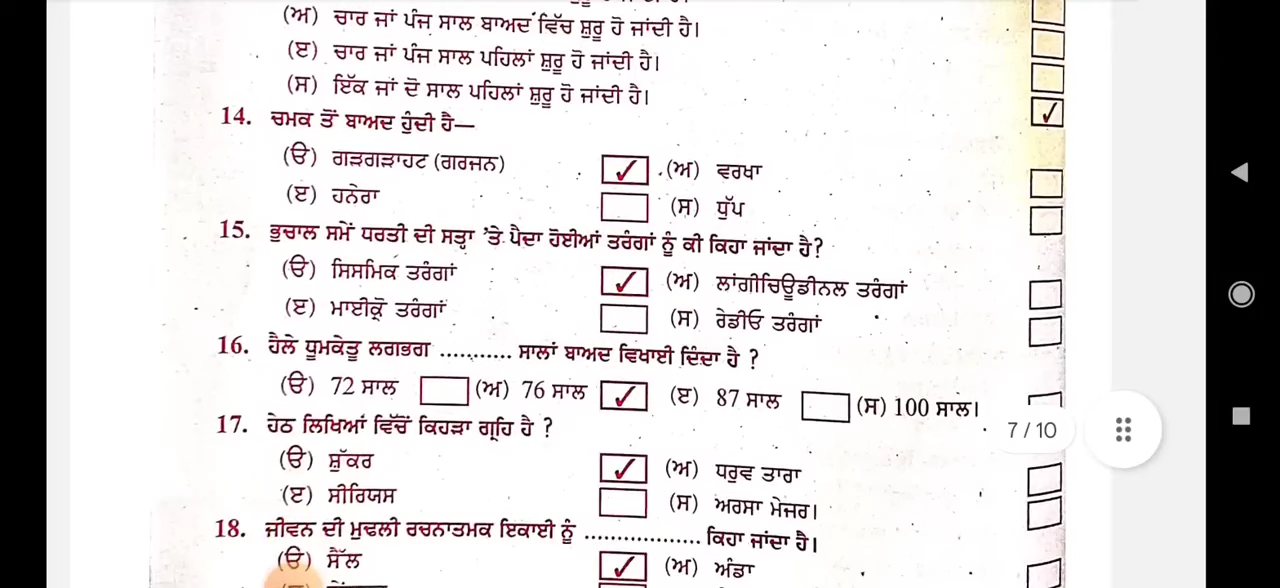 (ਅ) ਚਾਰ ਜਾਂ ਪੰਜ ਸਾਲ ਬਾਅਦ ਵਿੱਚ ਸ਼ੁਰੂ ਹੋ ਜਾਂਦੀ ਹੈ।
(ੲ) ਚਾਰ ਜਾਂ ਪੰਜ ਸਾਲ ਪਹਿਲਾਂ ਸ਼ੁਰੂ ਹੋ ਜਾਂਦੀ ਹੈ।
(ਸ) ਇੱਕ ਜਾਂ ਦੋ ਸਾਲ ਪਹਿਲਾਂ ਸ਼ੁਰੂ ਹੋ ਜਾਂਦੀ ਹੈ। ✓
14. ਚਮਕ ਤੋਂ ਬਾਅਦ ਹੁੰਦੀ ਹੈ—
(ੳ) ਗੜਗੜਾਹਟ (ਗਰਜਨ) ✓ (ਅ) ਵਰਖਾ
(ੲ) ਹਨੇਰਾ (ਸ) ਧੁੱਪ
15. ਭੁਚਾਲ ਸਮੇਂ ਧਰਤੀ ਦੀ ਸਤ੍ਹਾ 'ਤੇ ਪੈਦਾ ਹੋਈਆਂ ਤਰੰਗਾਂ ਨੂੰ ਕੀ ਕਿਹਾ ਜਾਂਦਾ ਹੈ?
(ੳ) ਸਿਸਮਿਕ ਤਰੰਗਾਂ ✓ (ਅ) ਲਾਂਗੀਚਿਊਡੀਨਲ ਤਰੰਗਾਂ
(ੲ) ਮਾਈਕ੍ਰੋ ਤਰੰਗਾਂ (ਸ) ਰੇਡੀਓ ਤਰੰਗਾਂ
16. ਹੈਲੇ ਧੂਮਕੇਤੂ ਲਗਭਗ ........... ਸਾਲਾਂ ਬਾਅਦ ਵਿਖਾਈ ਦਿੰਦਾ ਹੈ ?
(ੳ) 72 ਸਾਲ (ਅ) 76 ਸਾਲ ✓ (ੲ) 87 ਸਾਲ (ਸ) 100 ਸਾਲ।
7 / 10
17. ਹੇਠ ਲਿਖਿਆਂ ਵਿੱਚੋਂ ਕਿਹੜਾ ਗ੍ਰਹਿ ਹੈ ?
(ੳ) ਸ਼ੁੱਕਰ ✓ (ਅ) ਧਰੁਵ ਤਾਰਾ
(ੲ) ਸੀਰਿਯਸ (ਸ) ਅਰਸਾ ਮੇਜਰ।
18. ਜੀਵਨ ਦੀ ਮੁਢਲੀ ਰਚਨਾਤਮਕ ਇਕਾਈ ਨੂੰ .................. ਕਿਹਾ ਜਾਂਦਾ ਹੈ।
(ੳ) ਸੈੱਲ ✓ (ਅ) ਅੰਡਾ